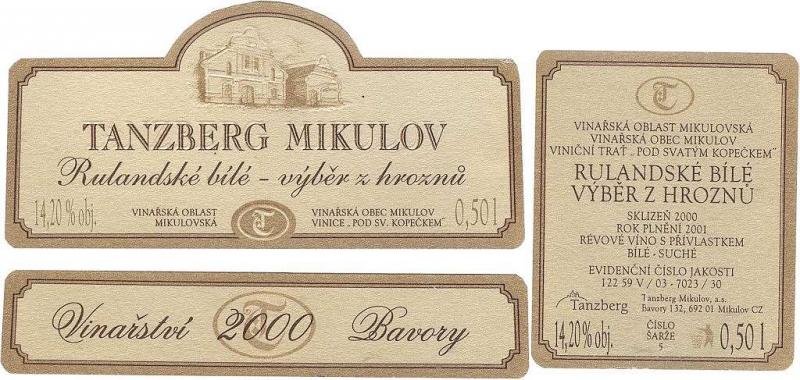 TANZBERG MIKULOV
Rulandské bílé - výběr z hroznů
14,20 % obj.
VINAŘSKÁ OBLAST
MIKULOVSKÁ
T
VINAŘSKÁ OBEC MIKULOV
VINICE „POD SV. KOPEČKEM"
0,50 l
Vinařství 2000 Bavory
T
VINAŘSKÁ OBLAST MIKULOVSKÁ
VINAŘSKÁ OBEC MIKULOV
VINIČNÍ TRAŤ „POD SVATÝM KOPEČKEM"
RULANDSKÉ BÍLÉ
VÝBĚR Z HROZNŮ
SKLIZEŇ 2000
ROK PLNĚNÍ 2001
RÉVOVÉ VÍNO S PŘÍVLASTKEM
BÍLÉ - SUCHÉ
EVIDENČNÍ ČÍSLO JAKOSTI
122 59 V / 03 - 7023 / 30
Tanzberg
Tanzberg Mikulov, a.s.
Bavory 132, 692 01 Mikulov CZ
14,20% obj.
ČÍSLO
ŠARŽE
5
0,50 l